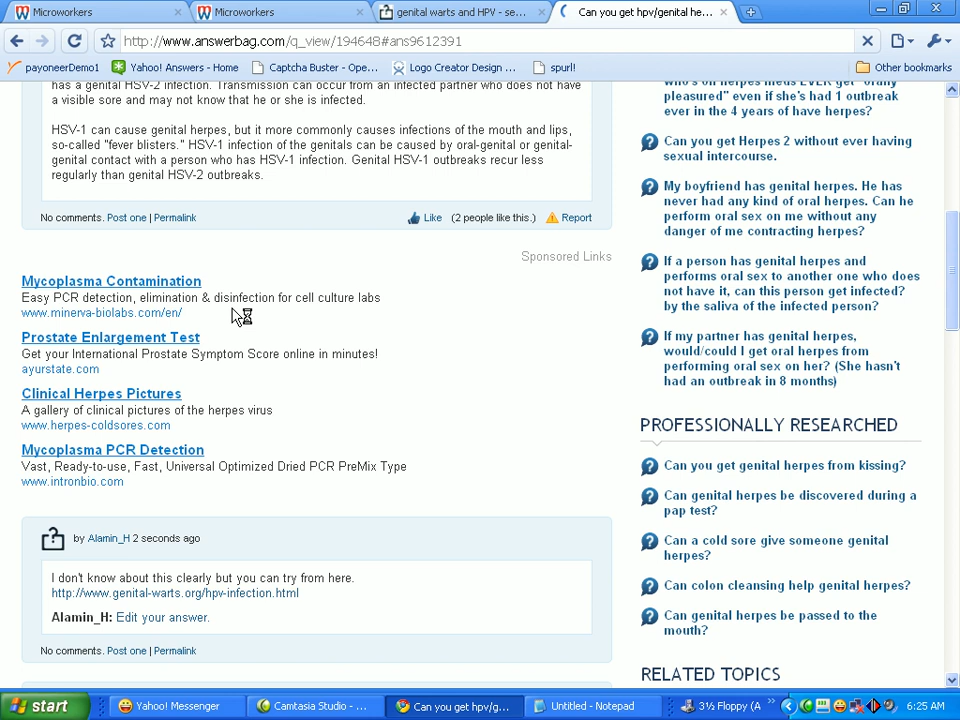 Microworkers
Microworkers
genital warts and HPV - se...
Can you get hpv/genital he...
http://www.answerbag.com/q_view/194648#ans9612391
payoneerDemo1
Yahoo! Answers - Home
Captcha Buster - Ope...
Logo Creator Design ...
spurl!
Other bookmarks
has a genital HSV-2 infection. Transmission can occur from an infected partner who does not have
a visible sore and may not know that he or she is infected.
HSV-1 can cause genital herpes, but it more commonly causes infections of the mouth and lips,
so-called "fever blisters." HSV-1 infection of the genitals can be caused by oral-genital or genital-
genital contact with a person who has HSV-1 infection. Genital HSV-1 outbreaks recur less
regularly than genital HSV-2 outbreaks.
No comments. Post one | Permalink
Like (2 people like this.) Report
Sponsored Links
Mycoplasma Contamination
Easy PCR detection, elimination & disinfection for cell culture labs
www.minerva-biolabs.com/en/
Prostate Enlargement Test
Get your International Prostate Symptom Score online in minutes!
ayurstate.com
Clinical Herpes Pictures
A gallery of clinical pictures of the herpes virus
www.herpes-coldsores.com
Mycoplasma PCR Detection
Vast, Ready-to-use, Fast, Universal Optimized Dried PCR PreMix Type
www.intronbio.com
by Alamin_H 2 seconds ago
I don't know about this clearly but you can try from here.
http://www.genital-warts.org/hpv-infection.html
Alamin_H: Edit your answer.
No comments. Post one | Permalink
who's on herpes meds EVER get "orally
pleasured" even if she's had 1 outbreak
ever in the 4 years of have herpes?
Can you get Herpes 2 without ever having
sexual intercourse.
My boyfriend has genital herpes. He has
never had any kind of oral herpes. Can he
perform oral sex on me without any
danger of me contracting herpes?
If a person has genital herpes and
performs oral sex to another one who does
not have it, can this person get infected?
by the saliva of the infected person?
If my partner has genital herpes,
would/could I get oral herpes from
performing oral sex on her? (She hasn't
had an outbreak in 8 months)
PROFESSIONALLY RESEARCHED
Can you get genital herpes from kissing?
Can genital herpes be discovered during a
pap test?
Can a cold sore give someone genital
herpes?
Can colon cleansing help genital herpes?
Can genital herpes be passed to the
mouth?
RELATED TOPICS
start
Yahoo! Messenger
Camtasia Studio - ...
Can you get hpv/g...
Untitled - Notepad
3½ Floppy (A
6:25 AM